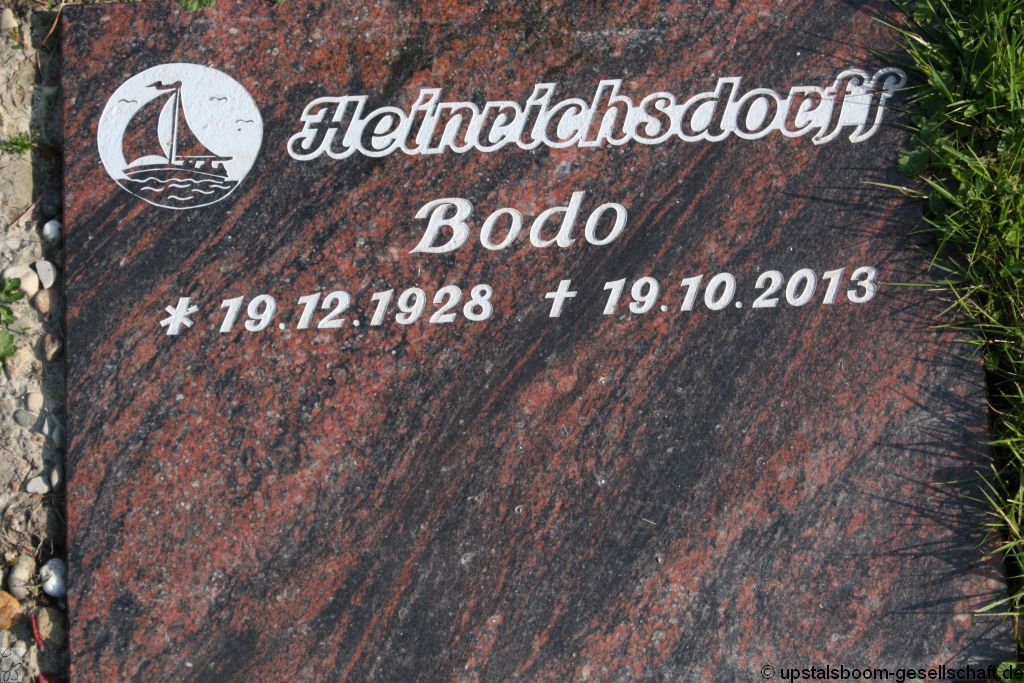 Heinrichsdorff
Bodo
* 19.12.1928 † 19.10.2013
© upstalsboom-gesellschaft.de